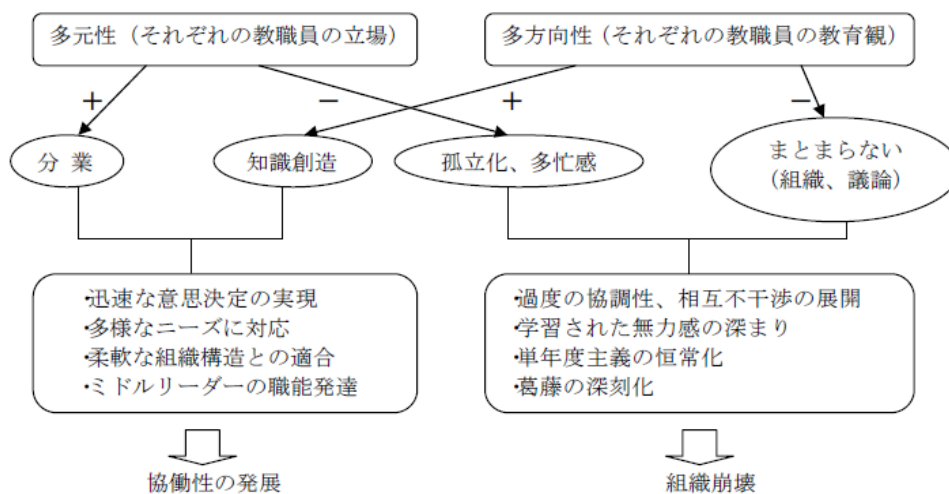 多元性（それぞれの教職員の立場）
多方向性（それぞれの教職員の教育観）
＋
－
＋
－
分 業
知識創造
孤立化、多忙感
まとまらない
（組織、議論）
・迅速な意思決定の実現
・多様なニーズに対応
・柔軟な組織構造との適合
・ミドルリーダーの職能発達
・過度の協調性、相互不干渉の展開
・学習された無力感の深まり
・単年度主義の恒常化
・葛藤の深刻化
協働性の発展
組織崩壊